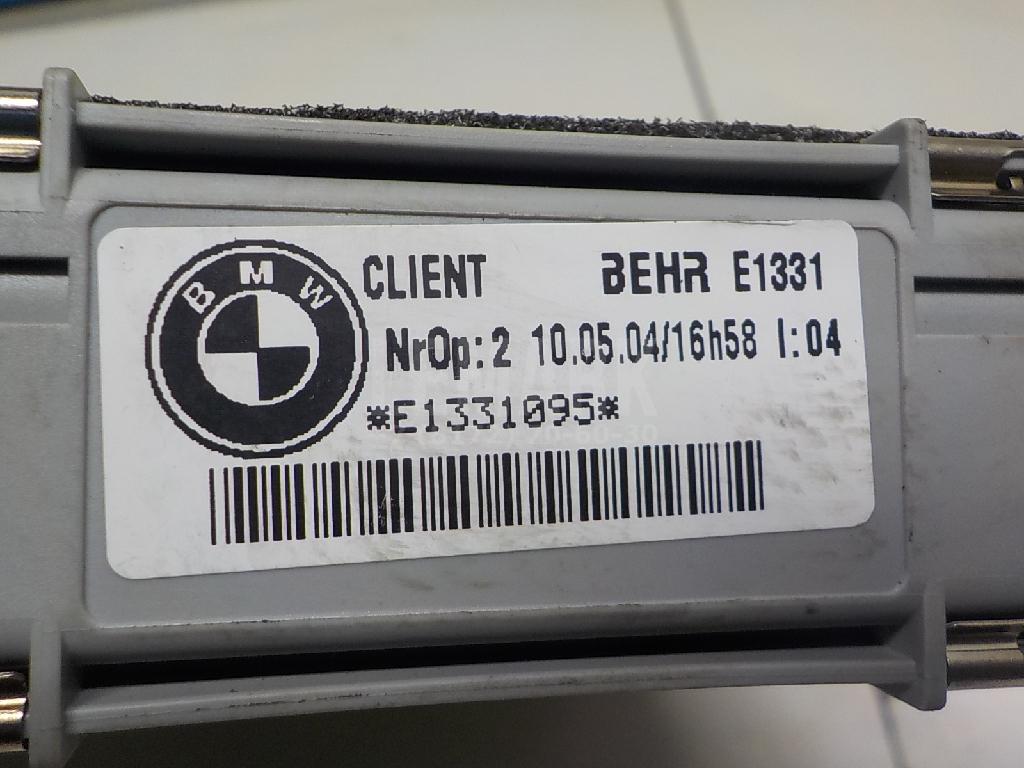 BMW
CLIENT BEHR E1331
NrOp:2 10.05.04/16h58 I:04
*E1331095*